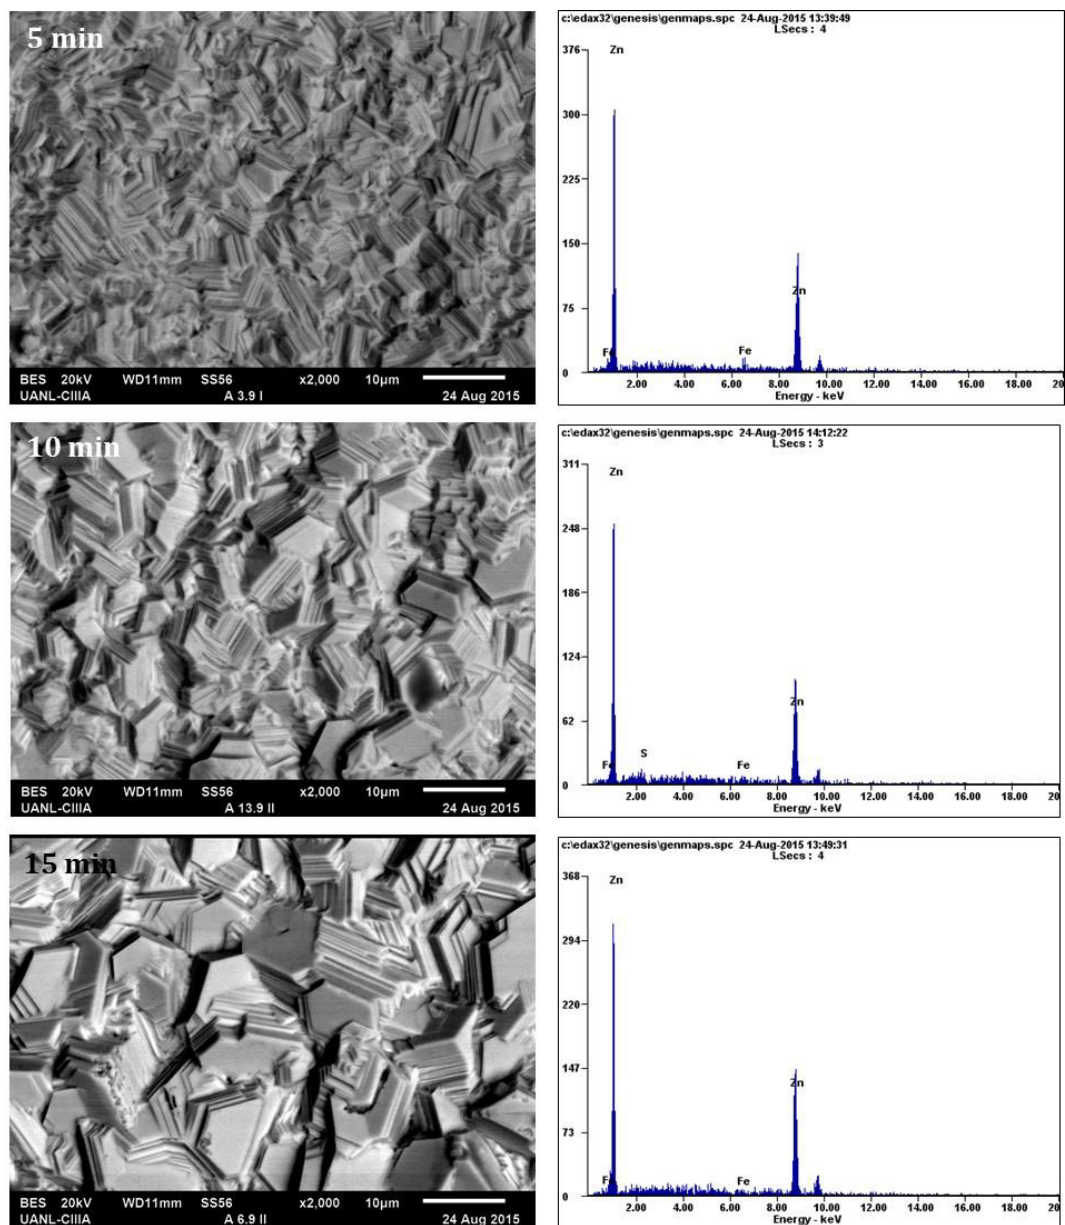 5 min
BES 20kV WD11mm SS56 x2,000 10µm
UANL-CIIIA A 3.9 I 24 Aug 2015
c:\edax32\genesis\genmaps.spc 24-Aug-2015 13:39:49
LSecs : 4
376
Zn
300
225
150
Zn
75
Fe
Fe
0
2.00 4.00 6.00 8.00 10.00 12.00 14.00 16.00 18.00 20
Energy - keV
10 min
BES 20kV WD11mm SS56 x2,000 10µm
UANL-CIIIA A 13.9 II 24 Aug 2015
c:\edax32\genesis\genmaps.spc 24-Aug-2015 14:12:22
LSecs : 3
311
Zn
248
186
124
Zn
62
S
Fe Fe
0
2.00 4.00 6.00 8.00 10.00 12.00 14.00 16.00 18.00 20
Energy - keV
15 min
BES 20kV WD11mm SS56 x2,000 10µm
UANL-CIIIA A 6.9 II 24 Aug 2015
c:\edax32\genesis\genmaps.spc 24-Aug-2015 13:49:31
LSecs : 4
368
Zn
294
220
147
Zn
73
Fe Fe
0
2.00 4.00 6.00 8.00 10.00 12.00 14.00 16.00 18.00 20
Energy - keV